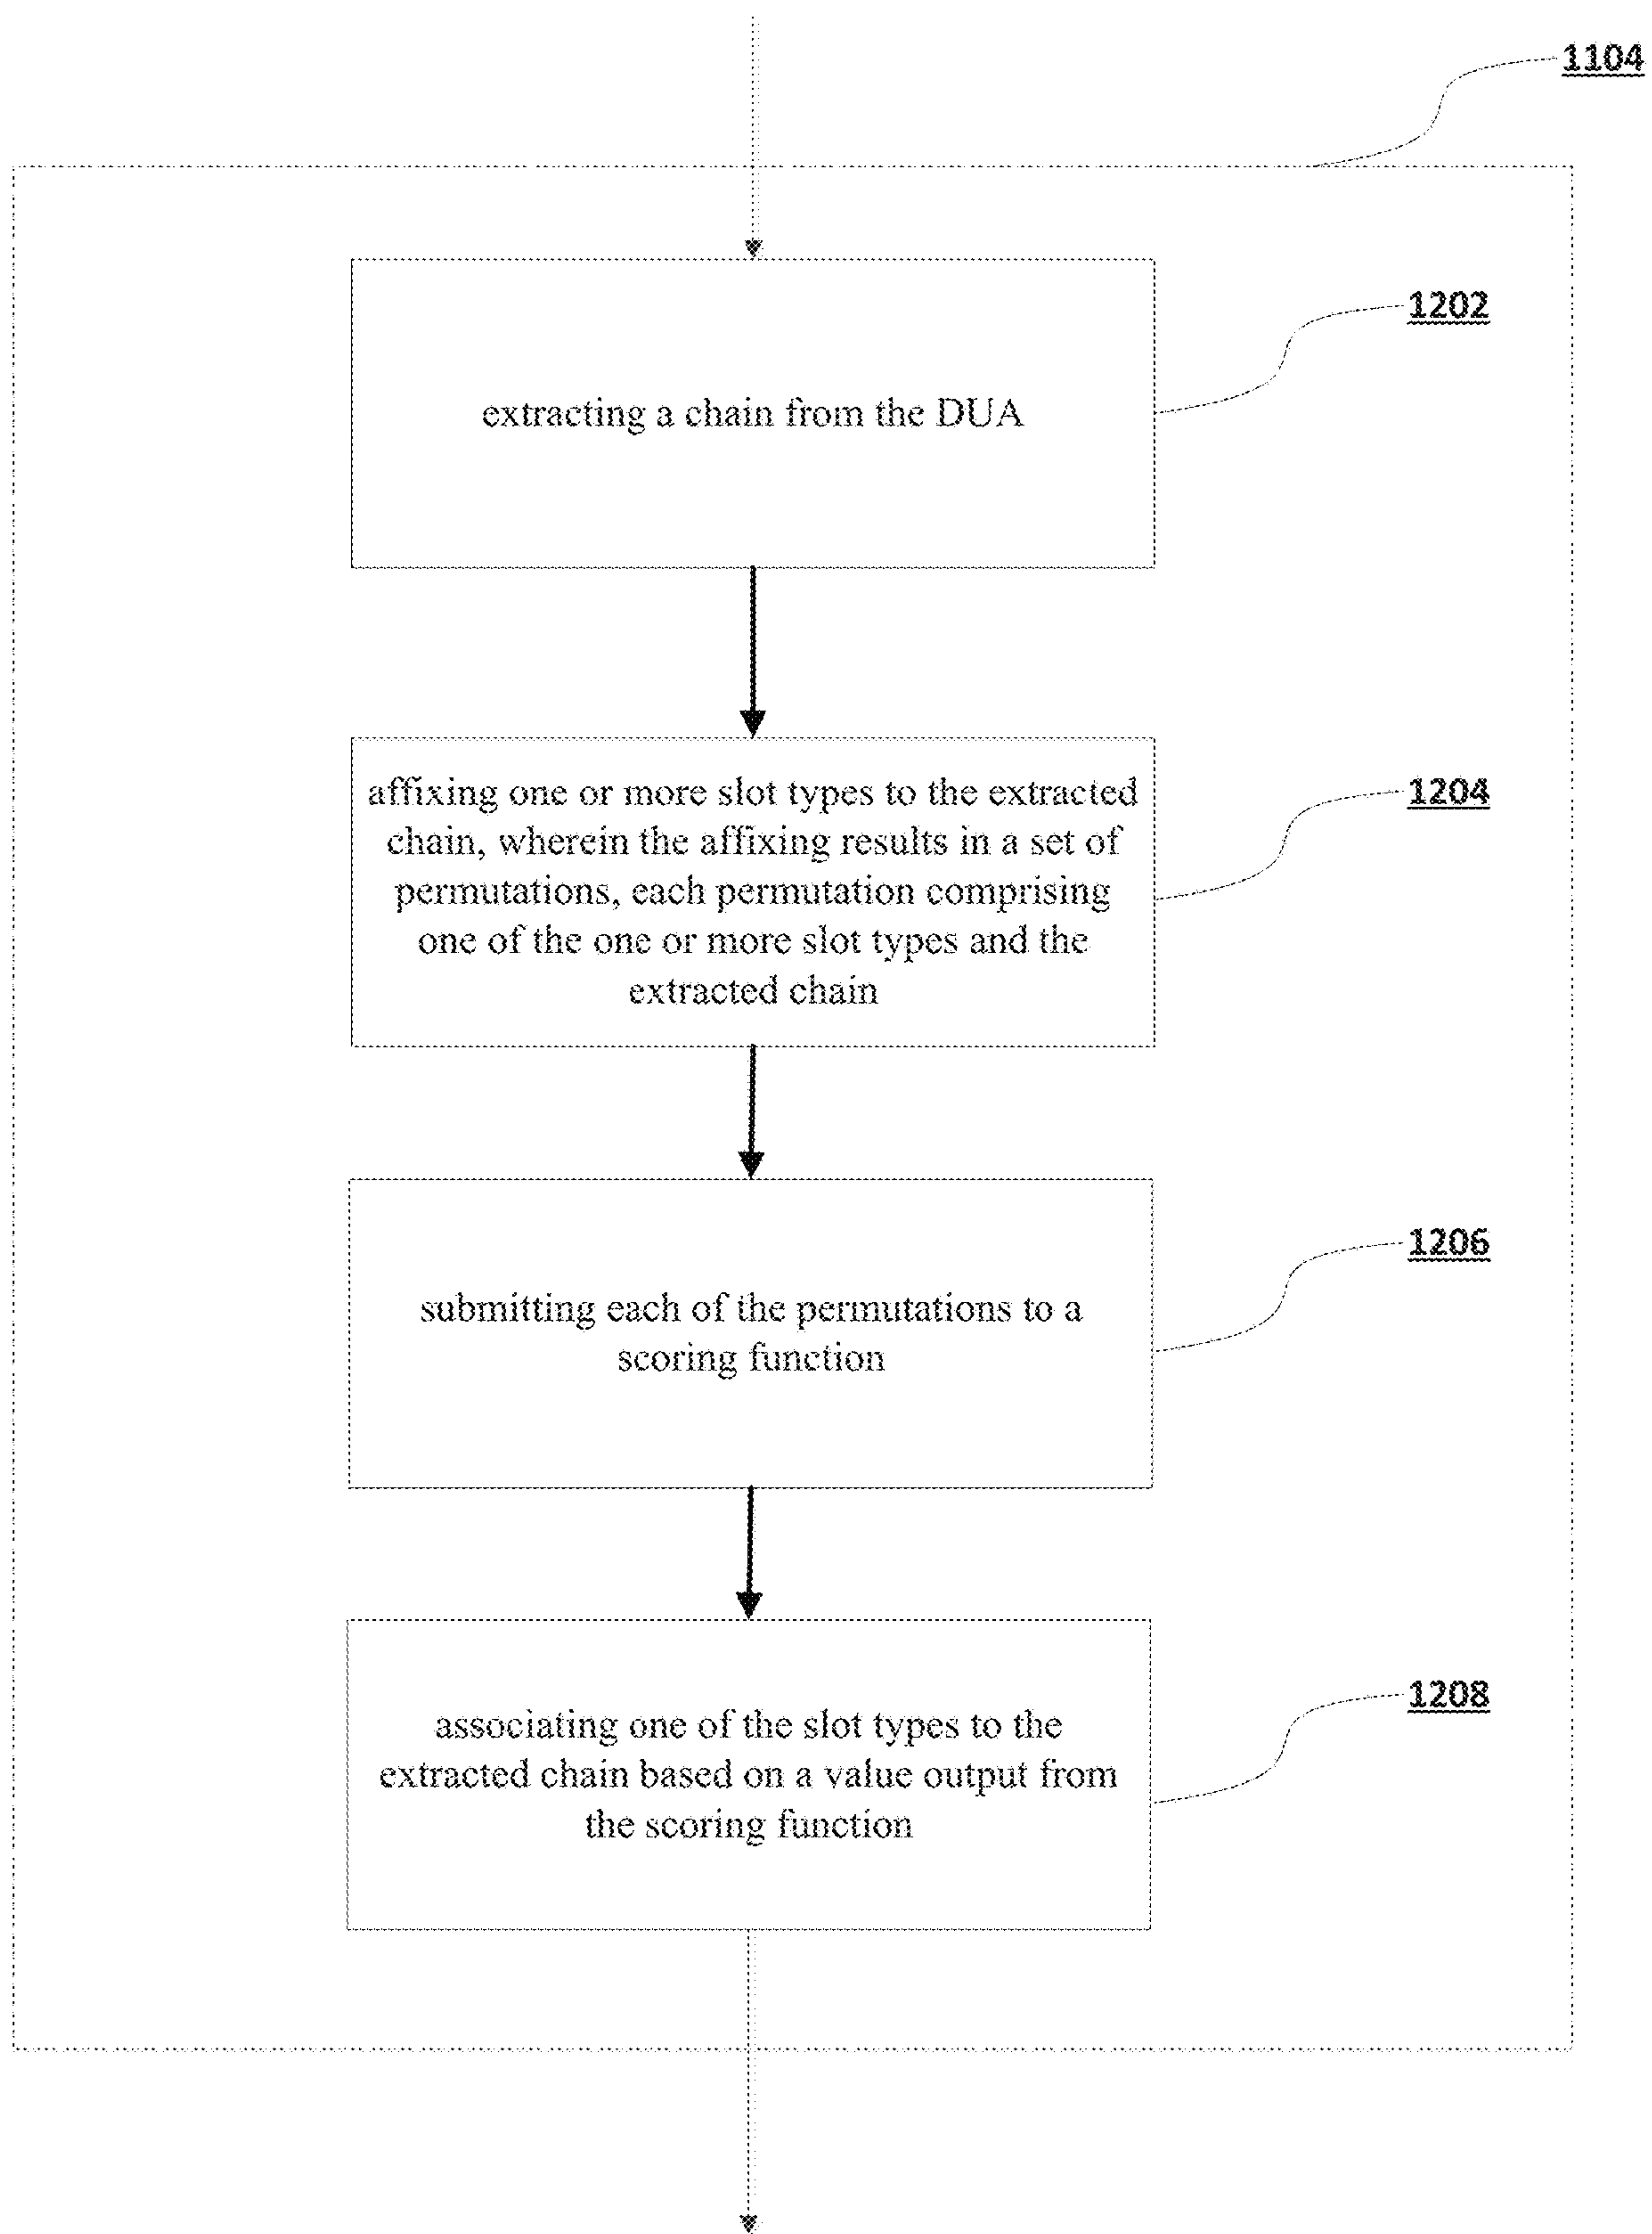 1104
1202
extracting a chain from the DUA
1204
affixing one or more slot types to the extracted
chain, wherein the affixing results in a set of
permutations, each permutation comprising
one of the one or more slot types and the
extracted chain
1206
submitting each of the permutations to a
scoring function
1208
associating one of the slot types to the
extracted chain based on a value output from
the scoring function